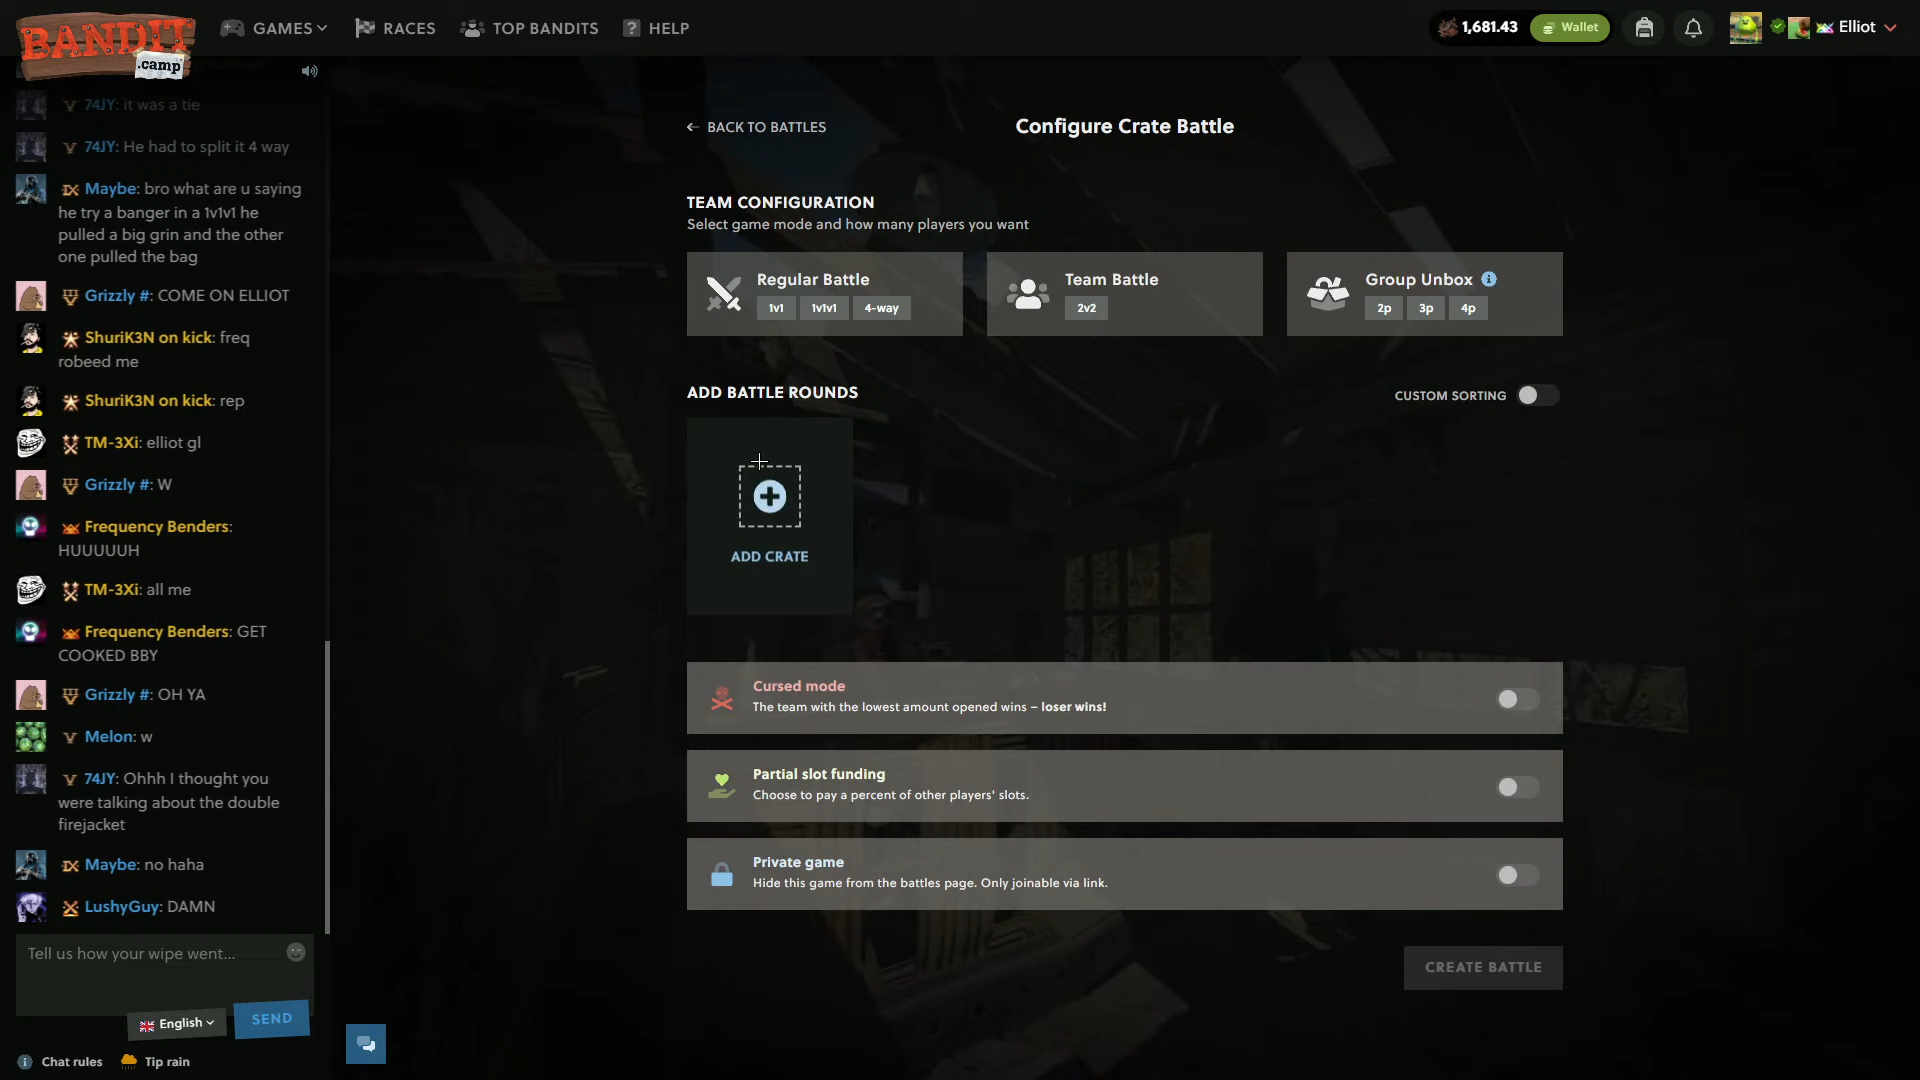 BANDIT
.camp
GAMES
RACES
TOP BANDITS
HELP
1,681.43
Wallet
Elliot
74JY: it was a tie
74JY: He had to split it 4 way
Maybe: bro what are u saying
he try a banger in a 1v1v1 he
pulled a big grin and the other
one pulled the bag
Grizzly #: COME ON ELLIOT
ShuriK3N on kick: freq
robeed me
ShuriK3N on kick: rep
TM-3Xi: elliot gl
Grizzly #: W
Frequency Benders:
HUUUUUH
TM-3Xi: all me
Frequency Benders: GET
COOKED BBY
Grizzly #: OH YA
Melon: w
74JY: Ohhh I thought you
were talking about the double
firejacket
Maybe: no haha
LushyGuy: DAMN
Tell us how your wipe went...
English
SEND
Chat rules
Tip rain
BACK TO BATTLES
Configure Crate Battle
TEAM CONFIGURATION
Select game mode and how many players you want
Regular Battle
1v1
1v1v1
4-way
Team Battle
2v2
Group Unbox
2p
3p
4p
ADD BATTLE ROUNDS
CUSTOM SORTING
ADD CRATE
Cursed mode
The team with the lowest amount opened wins – loser wins!
Partial slot funding
Choose to pay a percent of other players' slots.
Private game
Hide this game from the battles page. Only joinable via link.
CREATE BATTLE